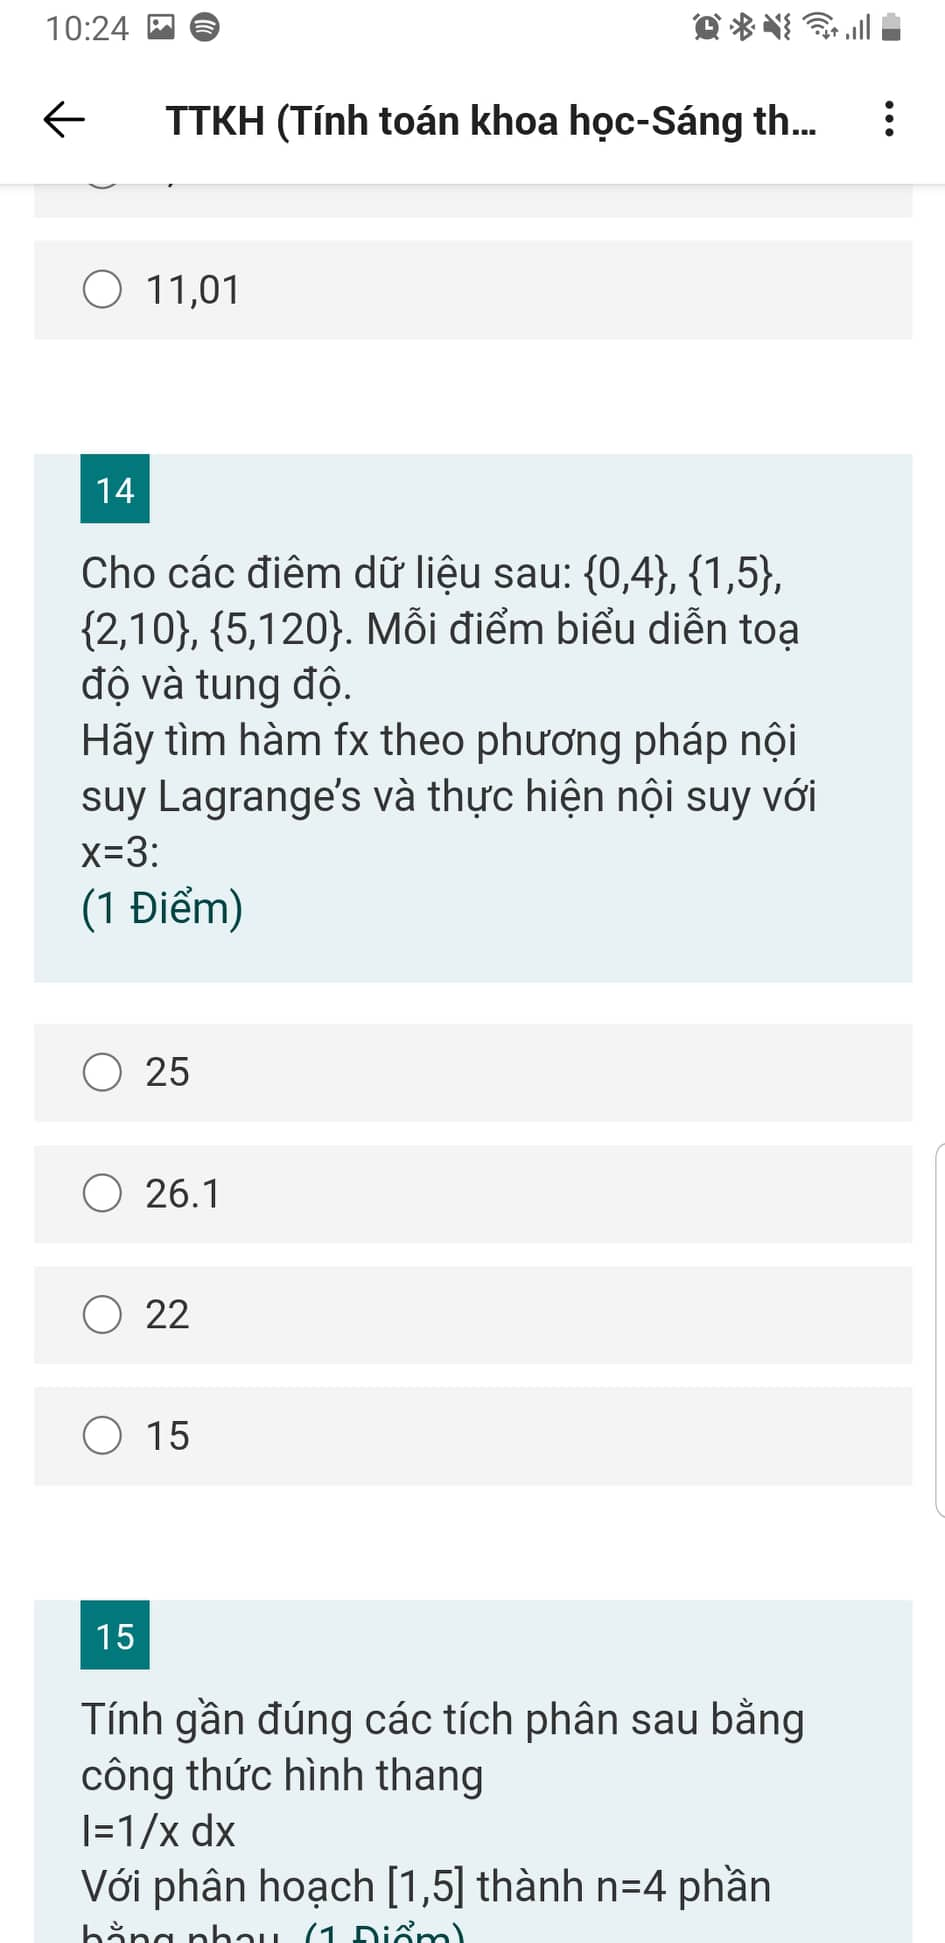 10:24
TTKH (Tính toán khoa học-Sáng th...
11,01
14
Cho các điêm dữ liệu sau: {0,4}, {1,5},
{2,10}, {5,120}. Mỗi điểm biểu diễn toạ
độ và tung độ.
Hãy tìm hàm fx theo phương pháp nội
suy Lagrange's và thực hiện nội suy với
x=3:
(1 Điểm)
25
26.1
22
15
15
Tính gần đúng các tích phân sau bằng
công thức hình thang
I=1/x dx
Với phân hoạch [1,5] thành n=4 phần
bằng nhau (1 Điểm)